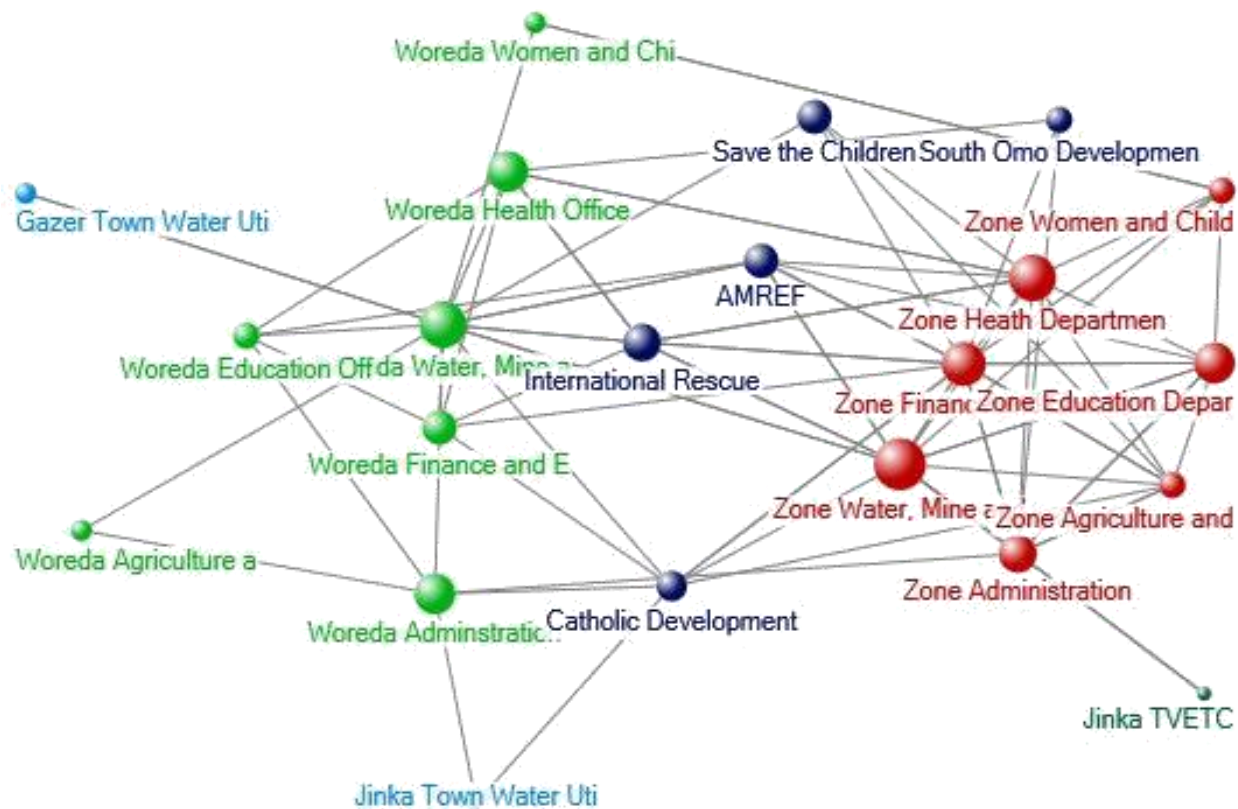 Woreda Women and Chi
Save the Children
South Omo Developmen
Gazer Town Water Uti
Woreda Health Office
Zone Women and Child
AMREF
Zone Heath Departmen
Woreda Education Off
da Water, Mine a
International Rescue
Zone Financ
Zone Education Depar
Woreda Finance and E
Zone Water, Mine a
Zone Agriculture and
Woreda Agriculture a
Zone Administration
Woreda Adminstratic...
Catholic Development
Jinka TVETC
Jinka Town Water Uti